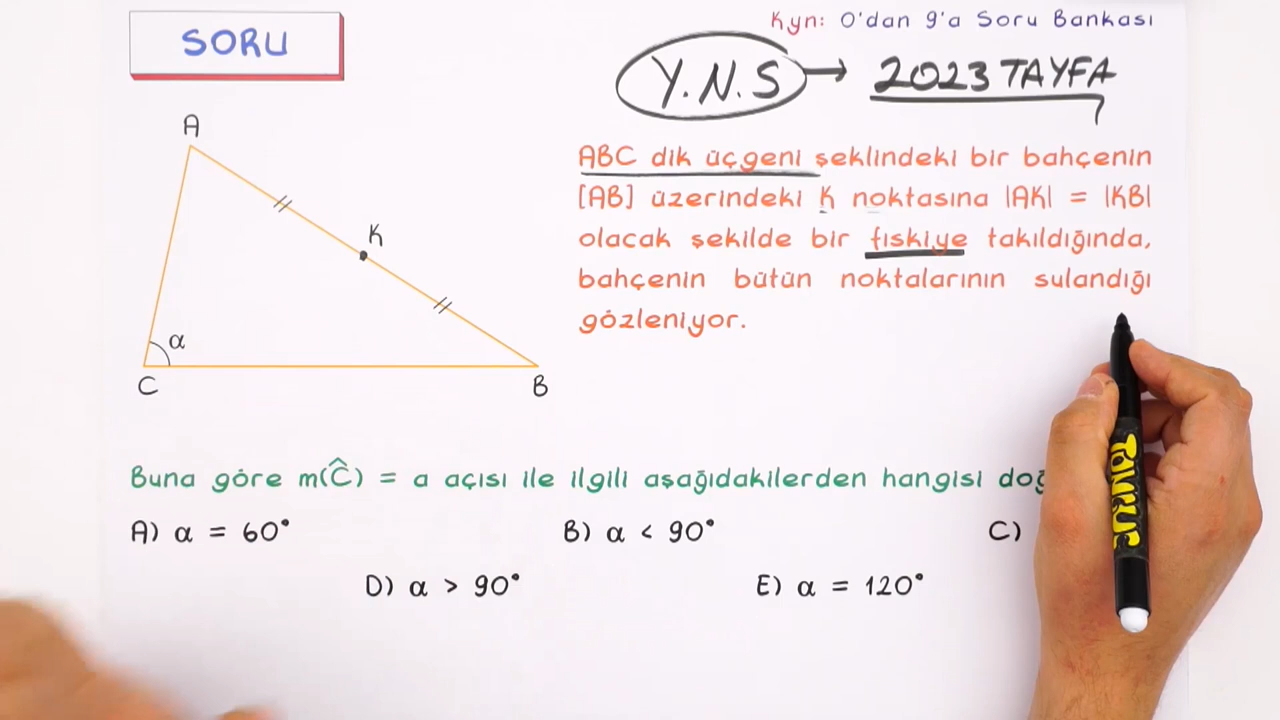 Kyn: 0'dan 9'a Soru Bankası
SORU
Y.N.S → 2023 TAYFA
ABC dik üçgeni şeklindeki bir bahçenin
[AB] üzerindeki K noktasına |AK| = |KB|
olacak şekilde bir fıskiye takıldığında,
bahçenin bütün noktalarının sulandığı
gözleniyor.
A
K
α
C
B
Buna göre m(Ĉ) = a açısı ile ilgili aşağıdakilerden hangisi
A) α = 60°
B) α < 90°
C)
D) α > 90°
E) α = 120°